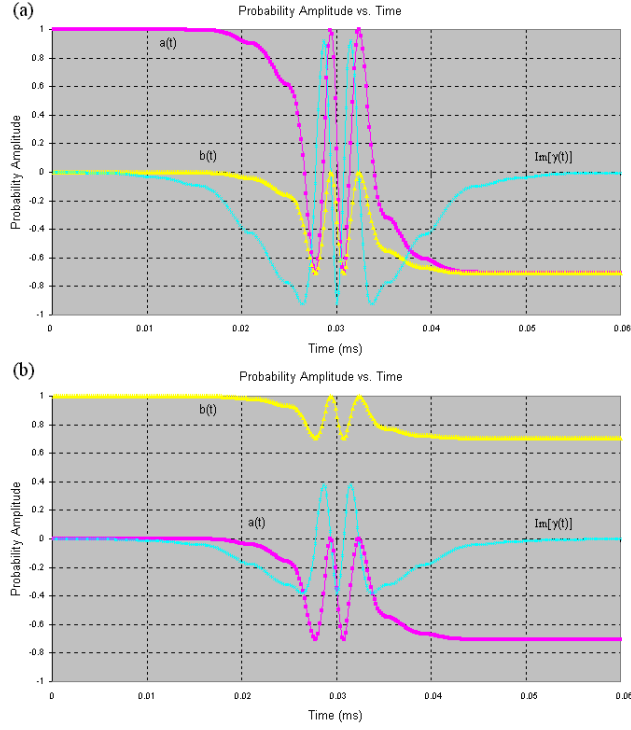 (a)
Probability Amplitude vs. Time
Probability Amplitude
1
0.8
0.6
0.4
0.2
0
-0.2
-0.4
-0.6
-0.8
-1
a(t)
b(t)
Im[γ(t)]
0
0.01
0.02
0.03
0.04
0.05
0.06
Time (ms)
(b)
Probability Amplitude vs. Time
Probability Amplitude
1
0.8
0.6
0.4
0.2
0
-0.2
-0.4
-0.6
-0.8
-1
b(t)
a(t)
Im[γ(t)]
0
0.01
0.02
0.03
0.04
0.05
0.06
Time (ms)